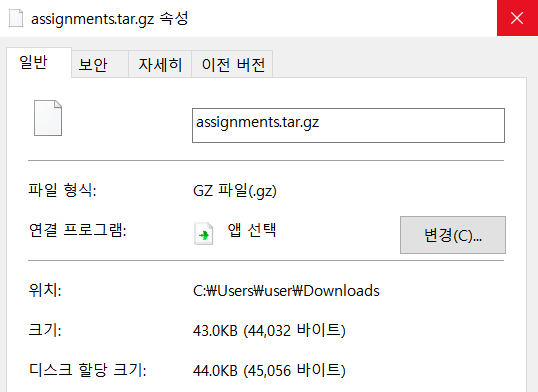 assignments.tar.gz 속성
일반 보안 자세히 이전 버전
assignments.tar.gz
파일 형식: GZ 파일(.gz)
연결 프로그램: 앱 선택 변경(C)...
위치: C:₩Users₩user₩Downloads
크기: 43.0KB (44,032 바이트)
디스크 할당 크기: 44.0KB (45,056 바이트)